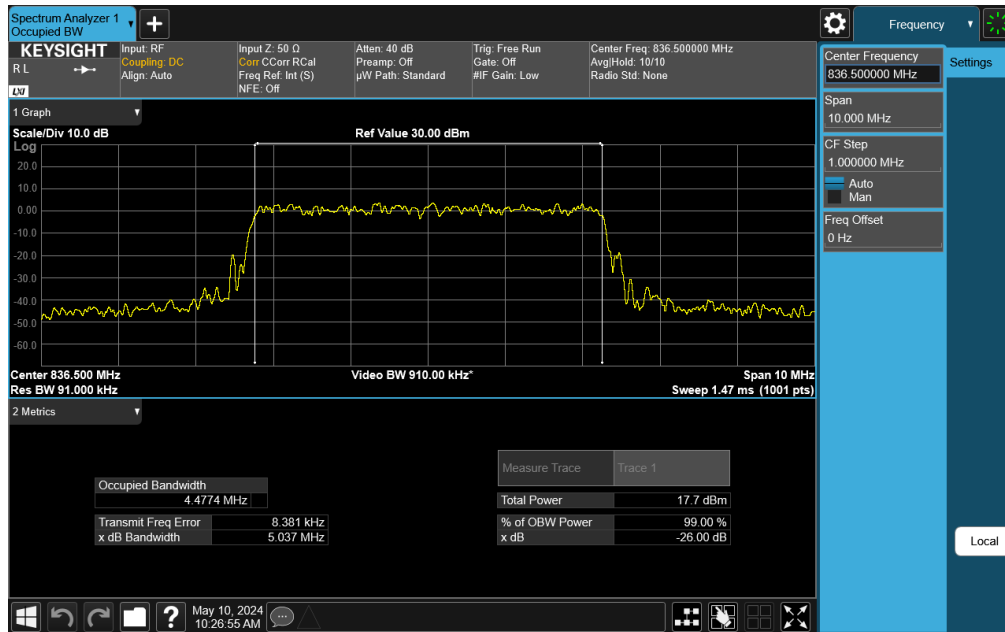 Spectrum Analyzer 1
Occupied BW
Frequency
KEYSIGHT
R L
LXI
Input: RF
Coupling: DC
Align: Auto
Input Z: 50 Ω
Corr CCorr RCal
Freq Ref: Int (S)
NFE: Off
Atten: 40 dB
Preamp: Off
µW Path: Standard
Trig: Free Run
Gate: Off
#IF Gain: Low
Center Freq: 836.500000 MHz
Avg|Hold: 10/10
Radio Std: None
Center Frequency
836.500000 MHz
Settings
Span
10.000 MHz
CF Step
1.000000 MHz
Auto
Man
Freq Offset
0 Hz
Local
1 Graph
Scale/Div 10.0 dB
Ref Value 30.00 dBm
Log
20.0
10.0
0.00
-10.0
-20.0
-30.0
-40.0
-50.0
-60.0
Center 836.500 MHz
Video BW 910.00 kHz*
Span 10 MHz
Res BW 91.000 kHz
Sweep 1.47 ms (1001 pts)
2 Metrics
Measure Trace
Trace 1
Occupied Bandwidth
4.4774 MHz
Total Power
17.7 dBm
Transmit Freq Error
8.381 kHz
% of OBW Power
99.00 %
x dB Bandwidth
5.037 MHz
x dB
-26.00 dB
?
May 10, 2024
10:26:55 AM